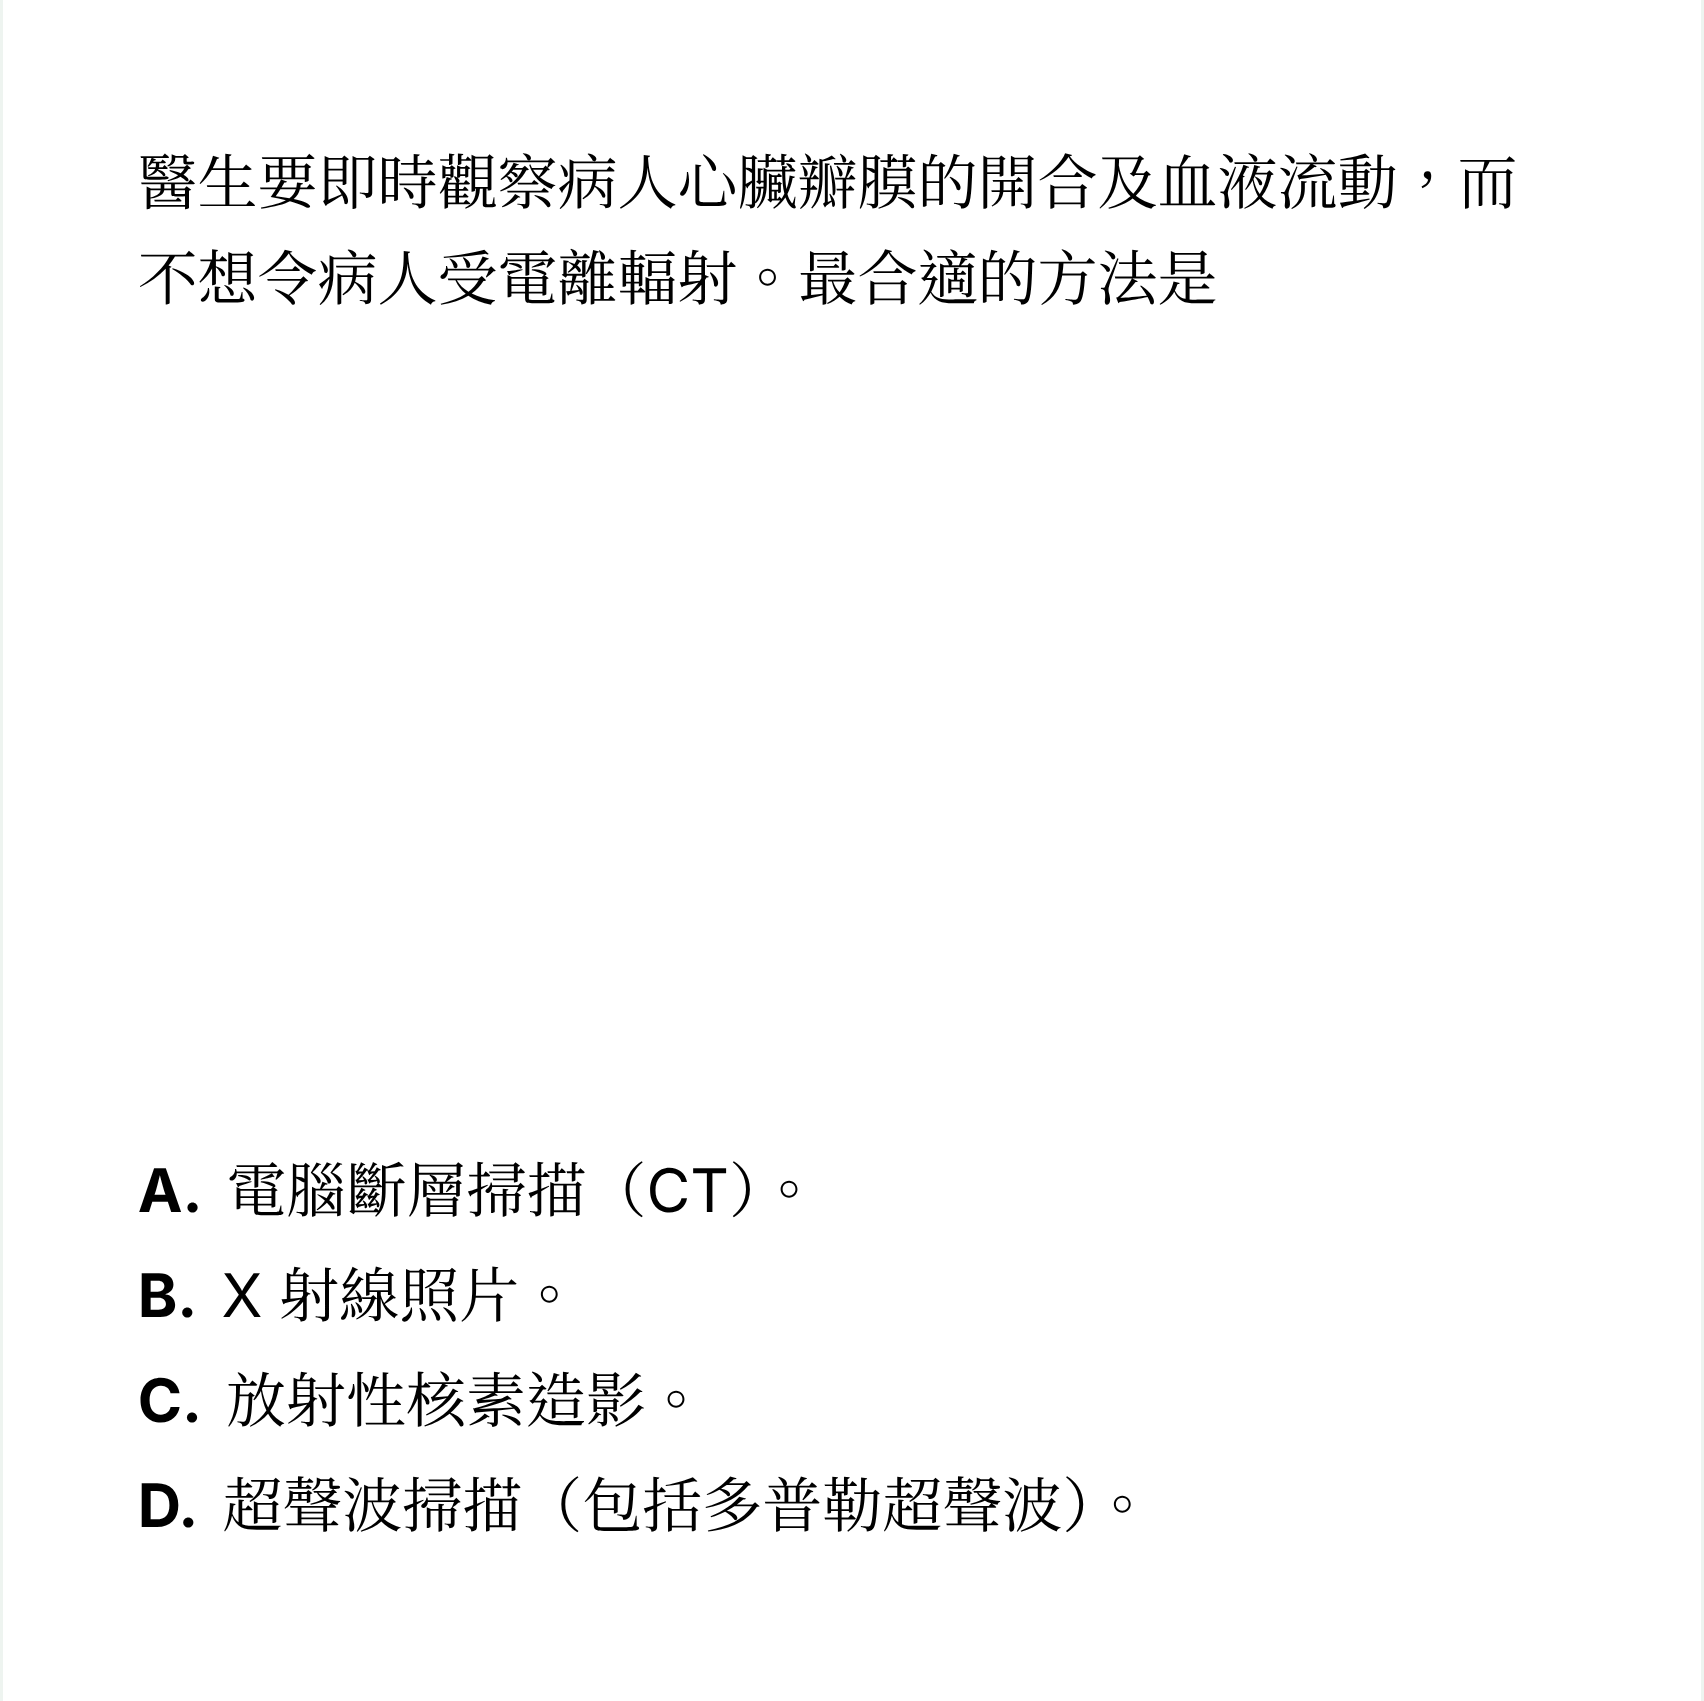 醫生要即時觀察病人心臟瓣膜的開合及血液流動，而
不想令病人受電離輻射。最合適的方法是
A. 電腦斷層掃描（CT）。
B. X 射線照片。
C. 放射性核素造影。
D. 超聲波掃描（包括多普勒超聲波）。